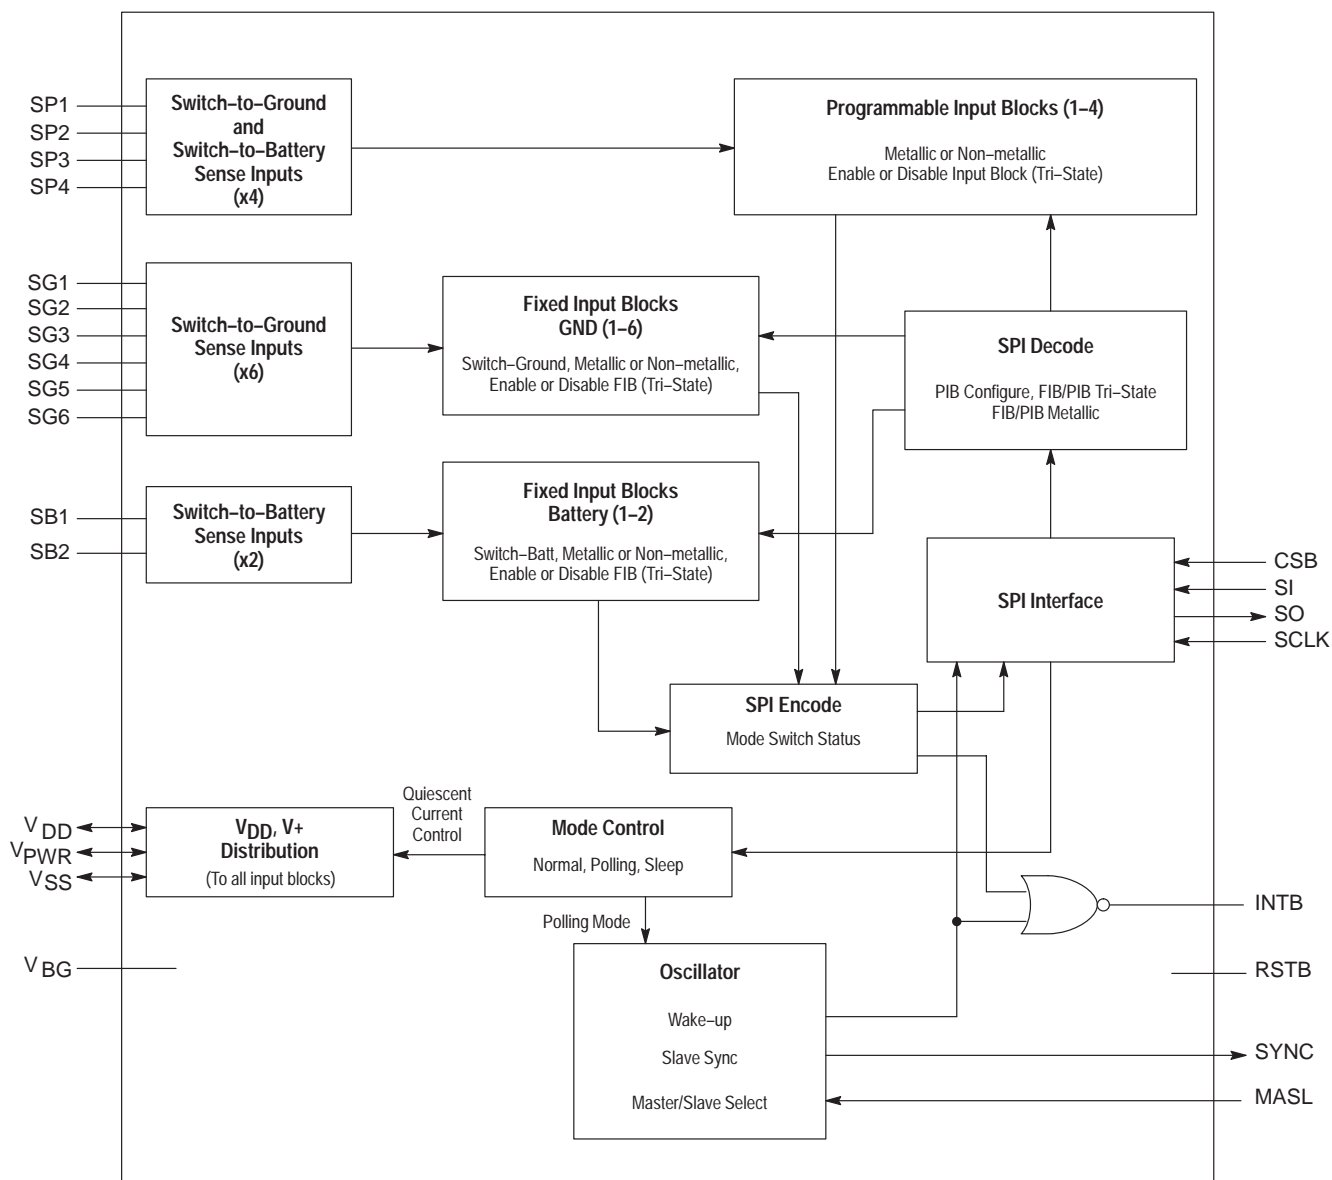 SP1
SP2
SP3
SP4
Switch–to–Ground
and
Switch–to–Battery
Sense Inputs
(x4)
Programmable Input Blocks (1–4)
Metallic or Non–metallic
Enable or Disable Input Block (Tri–State)
SG1
SG2
SG3
SG4
SG5
SG6
Switch–to–Ground
Sense Inputs
(x6)
Fixed Input Blocks
GND (1–6)
Switch–Ground, Metallic or Non–metallic,
Enable or Disable FIB (Tri–State)
SPI Decode
PIB Configure, FIB/PIB Tri–State
FIB/PIB Metallic
SB1
SB2
Switch–to–Battery
Sense Inputs
(x2)
Fixed Input Blocks
Battery (1–2)
Switch–Batt, Metallic or Non–metallic,
Enable or Disable FIB (Tri–State)
SPI Interface
CSB
SI
SO
SCLK
SPI Encode
Mode Switch Status
VDD
VPWR
VSS
VDD, V+
Distribution
(To all input blocks)
Quiescent
Current
Control
Mode Control
Normal, Polling, Sleep
Polling Mode
INTB
VBG
Oscillator
Wake–up
Slave Sync
Master/Slave Select
RSTB
SYNC
MASL